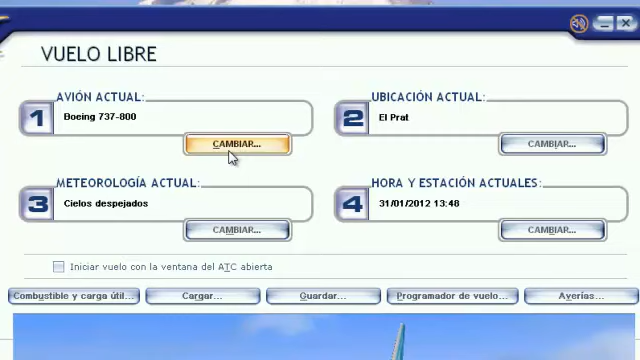 VUELO LIBRE
AVIÓN ACTUAL:
1
Boeing 737-800
CAMBIAR...
UBICACIÓN ACTUAL:
2
El Prat
CAMBIAR...
METEOROLOGÍA ACTUAL:
3
Cielos despejados
CAMBIAR...
HORA Y ESTACIÓN ACTUALES:
4
31/01/2012 13:48
CAMBIAR...
Iniciar vuelo con la ventana del ATC abierta
Combustible y carga útil...
Cargar...
Guardar...
Programador de vuelo...
Averías...